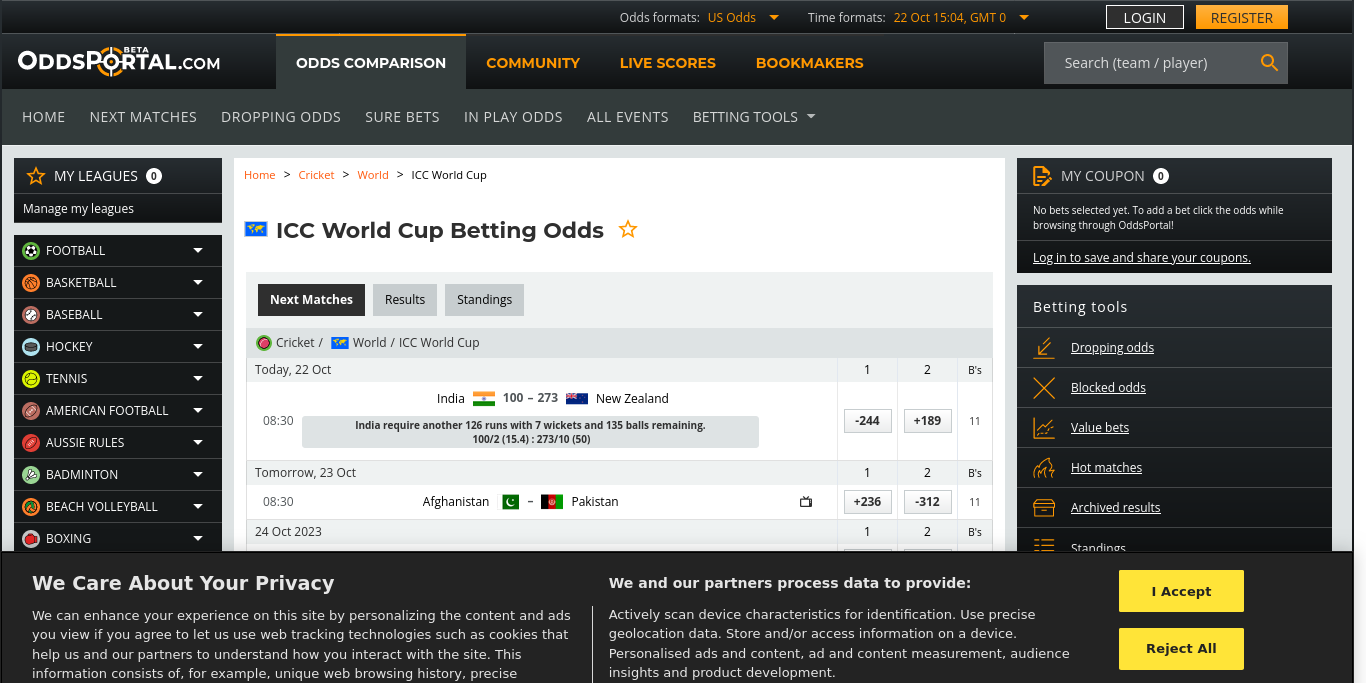 Odds formats: US Odds Time formats: 22 Oct 15:04, GMT 0 LOGIN REGISTER
ODDSPORTAL.COM BETA
ODDS COMPARISON COMMUNITY LIVE SCORES BOOKMAKERS
Search (team / player)
HOME NEXT MATCHES DROPPING ODDS SURE BETS IN PLAY ODDS ALL EVENTS BETTING TOOLS
MY LEAGUES 0
Manage my leagues
FOOTBALL
BASKETBALL
BASEBALL
HOCKEY
TENNIS
AMERICAN FOOTBALL
AUSSIE RULES
BADMINTON
BEACH VOLLEYBALL
BOXING
Home > Cricket > World > ICC World Cup
ICC World Cup Betting Odds
Next Matches Results Standings
Cricket / World / ICC World Cup
Today, 22 Oct 1 2 B's
India 100 – 273 New Zealand
08:30 -244 +189 11
India require another 126 runs with 7 wickets and 135 balls remaining.
100/2 (15.4) : 273/10 (50)
Tomorrow, 23 Oct 1 2 B's
08:30 Afghanistan – Pakistan +236 -312 11
24 Oct 2023 1 2 B's
MY COUPON 0
No bets selected yet. To add a bet click the odds while
browsing through OddsPortal!
Log in to save and share your coupons.
Betting tools
Dropping odds
Blocked odds
Value bets
Hot matches
Archived results
Standings
We Care About Your Privacy
We can enhance your experience on this site by personalizing the content and ads
you view if you agree to let us use web tracking technologies such as cookies that
help us and our partners to understand how you interact with the site. This
information consists of, for example, unique web browsing history, precise
We and our partners process data to provide:
Actively scan device characteristics for identification. Use precise
geolocation data. Store and/or access information on a device.
Personalised ads and content, ad and content measurement, audience
insights and product development.
I Accept
Reject All